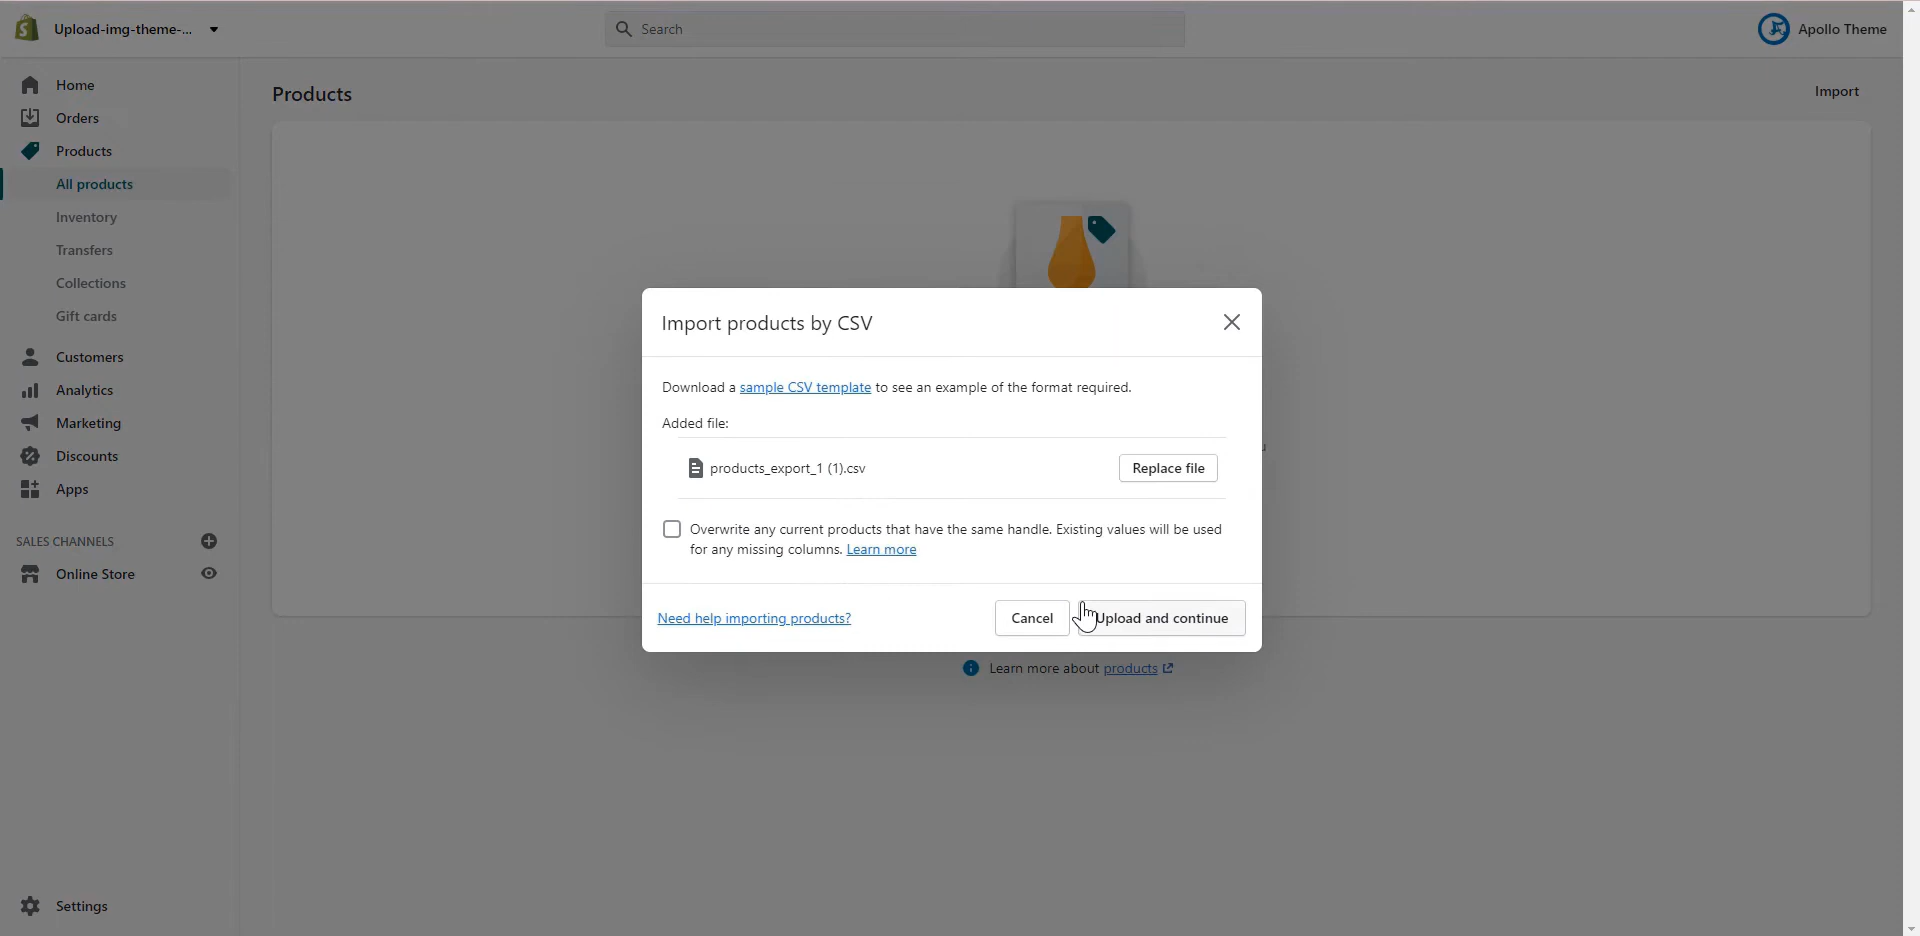 Upload-img-theme-...
Search
Apollo Theme
Home
Orders
Products
All products
Inventory
Transfers
Collections
Gift cards
Customers
Analytics
Marketing
Discounts
Apps
SALES CHANNELS
Online Store
Settings
Products
Import
Import products by CSV
Download a sample CSV template to see an example of the format required.
Added file:
products_export_1 (1).csv
Replace file
Overwrite any current products that have the same handle. Existing values will be used
for any missing columns. Learn more
Need help importing products?
Cancel
Upload and continue
Learn more about products